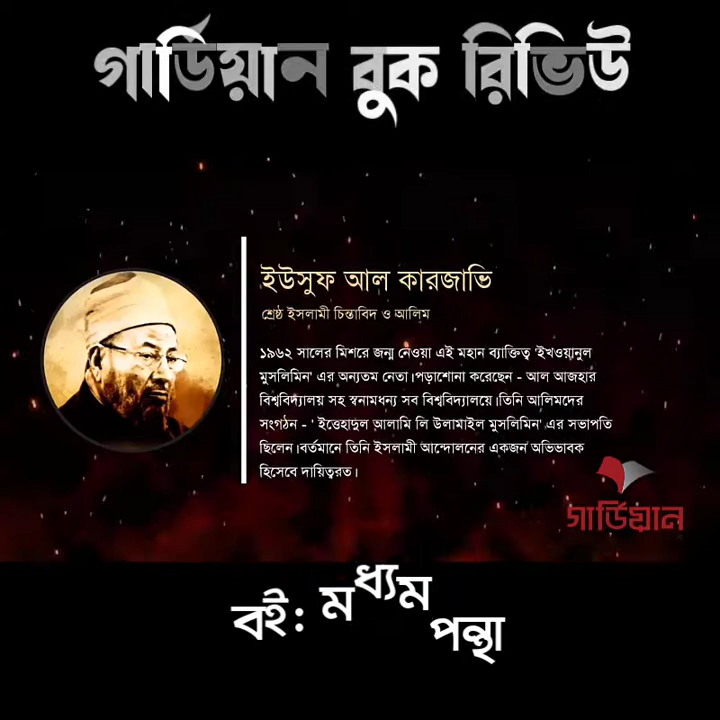 গার্ডিয়ান বুক রিভিউ
ইউসুফ আল কারজাভি
শ্রেষ্ঠ ইসলামী চিন্তাবিদ ও আলিম
১৯৬২ সালের মিশরে জন্ম নেওয়া এই মহান ব্যাক্তিত্ব 'ইখওয়ানুল
মুসলিমিন' এর অন্যতম নেতা।পড়াশোনা করেছেন - আল আজহার
বিশ্ববিদ্যালয় সহ স্বনামধন্য সব বিশ্ববিদ্যালয়ে।তিনি আলিমদের
সংগঠন - ' ইত্তেহাদুল আলামি লি উলামাইল মুসলিমিন' এর সভাপতি
ছিলেন।বর্তমানে তিনি ইসলামী আন্দোলনের একজন অভিভাবক
হিসেবে দায়িত্বরত।
গার্ডিয়ান
বই: মধ্যম
পন্থা